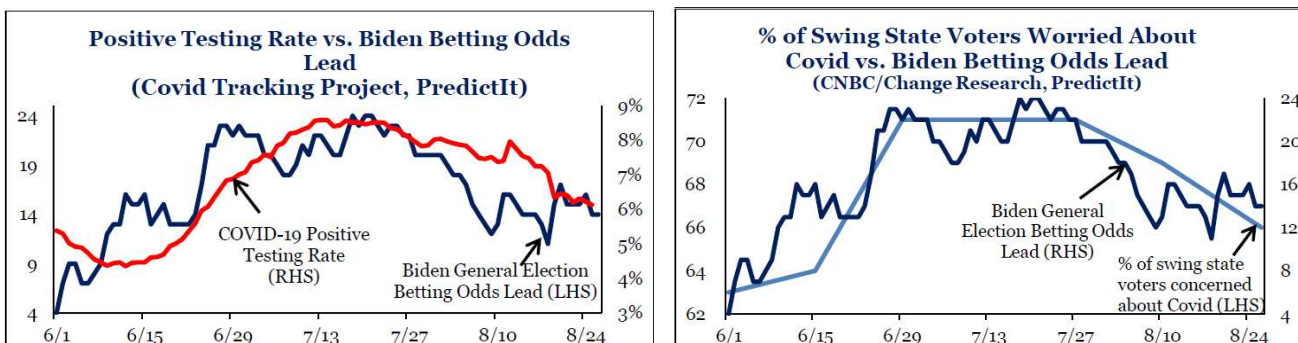 Positive Testing Rate vs. Biden Betting Odds
Lead
(Covid Tracking Project, PredictIt)
24
19
14
9
4
9%
8%
7%
6%
5%
4%
3%
COVID-19 Positive
Testing Rate
(RHS)
Biden General Election
Betting Odds Lead (LHS)
6/1
6/15
6/29
7/13
7/27
8/10
8/24
% of Swing State Voters Worried About
Covid vs. Biden Betting Odds Lead
(CNBC/Change Research, PredictIt)
72
70
68
66
64
62
24
20
16
12
8
4
Biden General
Election Betting Odds
Lead (RHS)
% of swing state
voters concerned
about Covid (LHS)
6/1
6/15
6/29
7/13
7/27
8/10
8/24